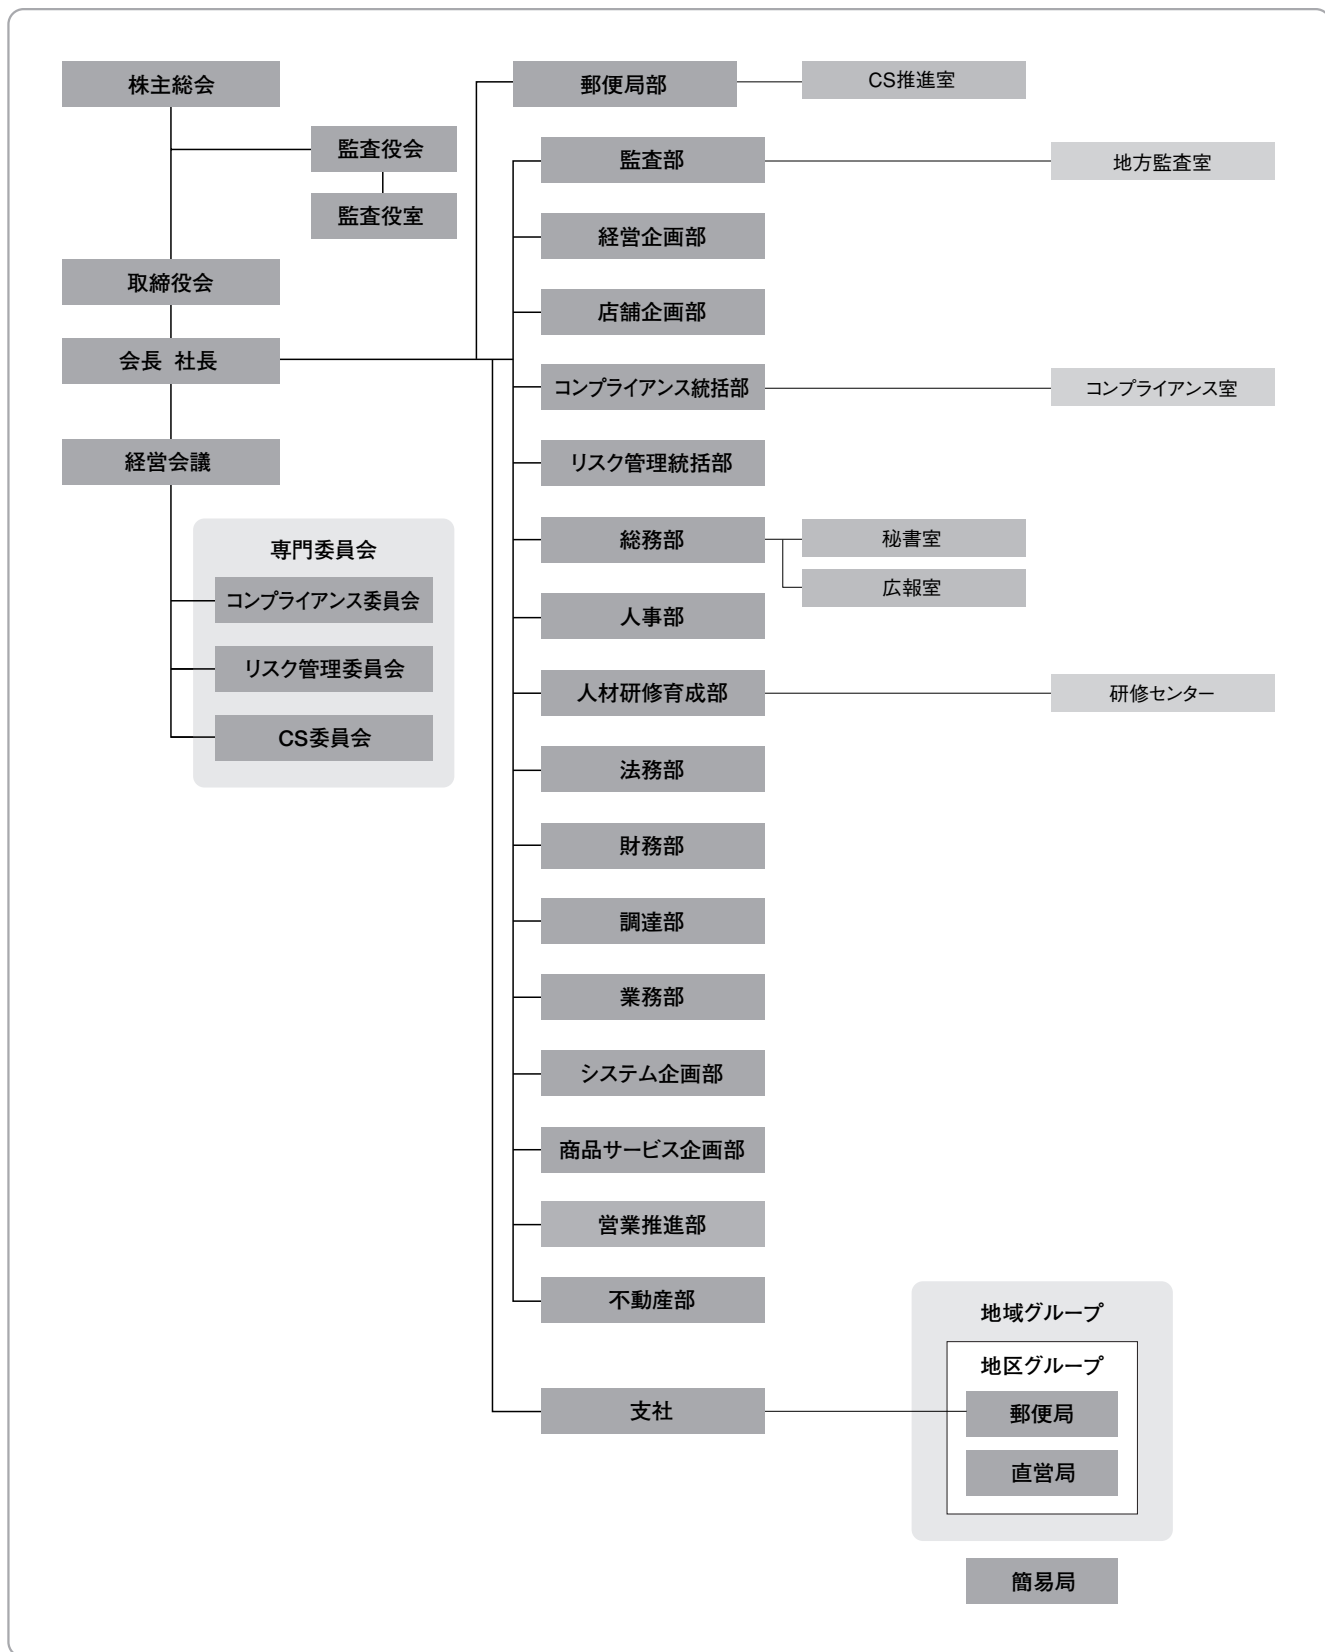 株主総会
監査役会
監査役室
取締役会
会長 社長
経営会議
専門委員会
コンプライアンス委員会
リスク管理委員会
CS委員会
郵便局部
CS推進室
監査部
地方監査室
経営企画部
店舗企画部
コンプライアンス統括部
コンプライアンス室
リスク管理統括部
総務部
秘書室
広報室
人事部
人材研修育成部
研修センター
法務部
財務部
調達部
業務部
システム企画部
商品サービス企画部
営業推進部
不動産部
支社
地域グループ
地区グループ
郵便局
直営局
簡易局